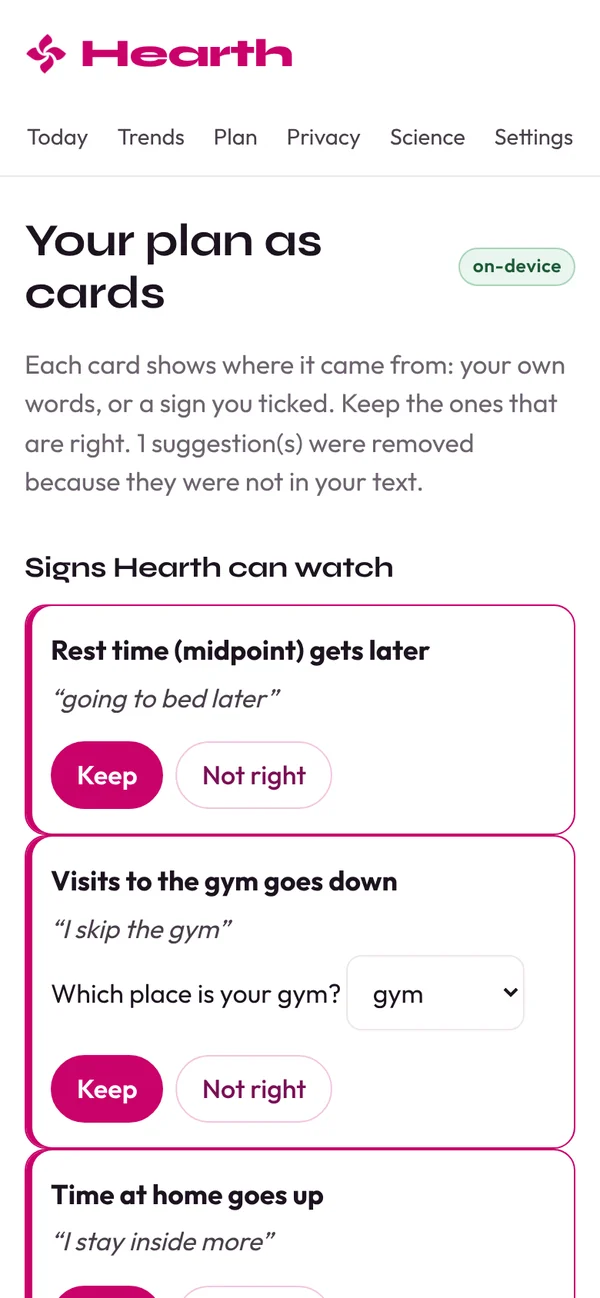 Hearth
Today Trends Plan Privacy Science Settings
Your plan as
cards
on-device
Each card shows where it came from: your own
words, or a sign you ticked. Keep the ones that
are right. 1 suggestion(s) were removed
because they were not in your text.
Signs Hearth can watch
Rest time (midpoint) gets later
“going to bed later”
Keep Not right
Visits to the gym goes down
“I skip the gym”
Which place is your gym? gym
Keep Not right
Time at home goes up
“I stay inside more”